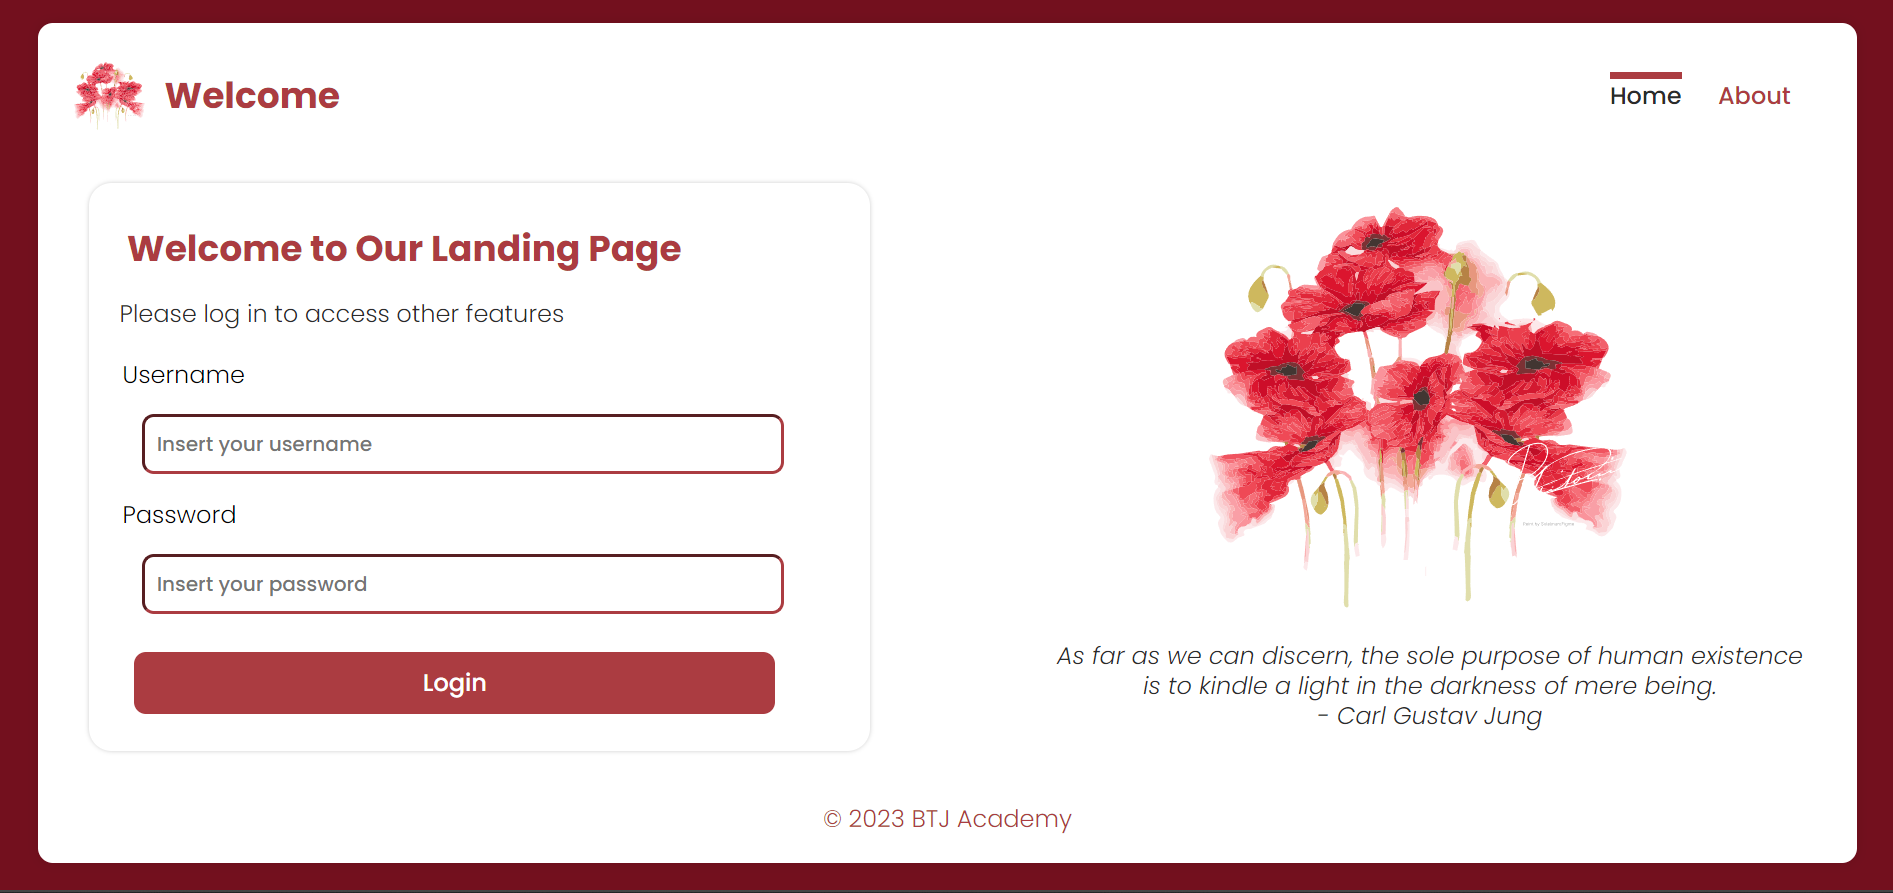 Welcome
Home
About
Welcome to Our Landing Page
Please log in to access other features
Username
Insert your username
Password
Insert your password
Login
As far as we can discern, the sole purpose of human existence
is to kindle a light in the darkness of mere being.
- Carl Gustav Jung
© 2023 BTJ Academy